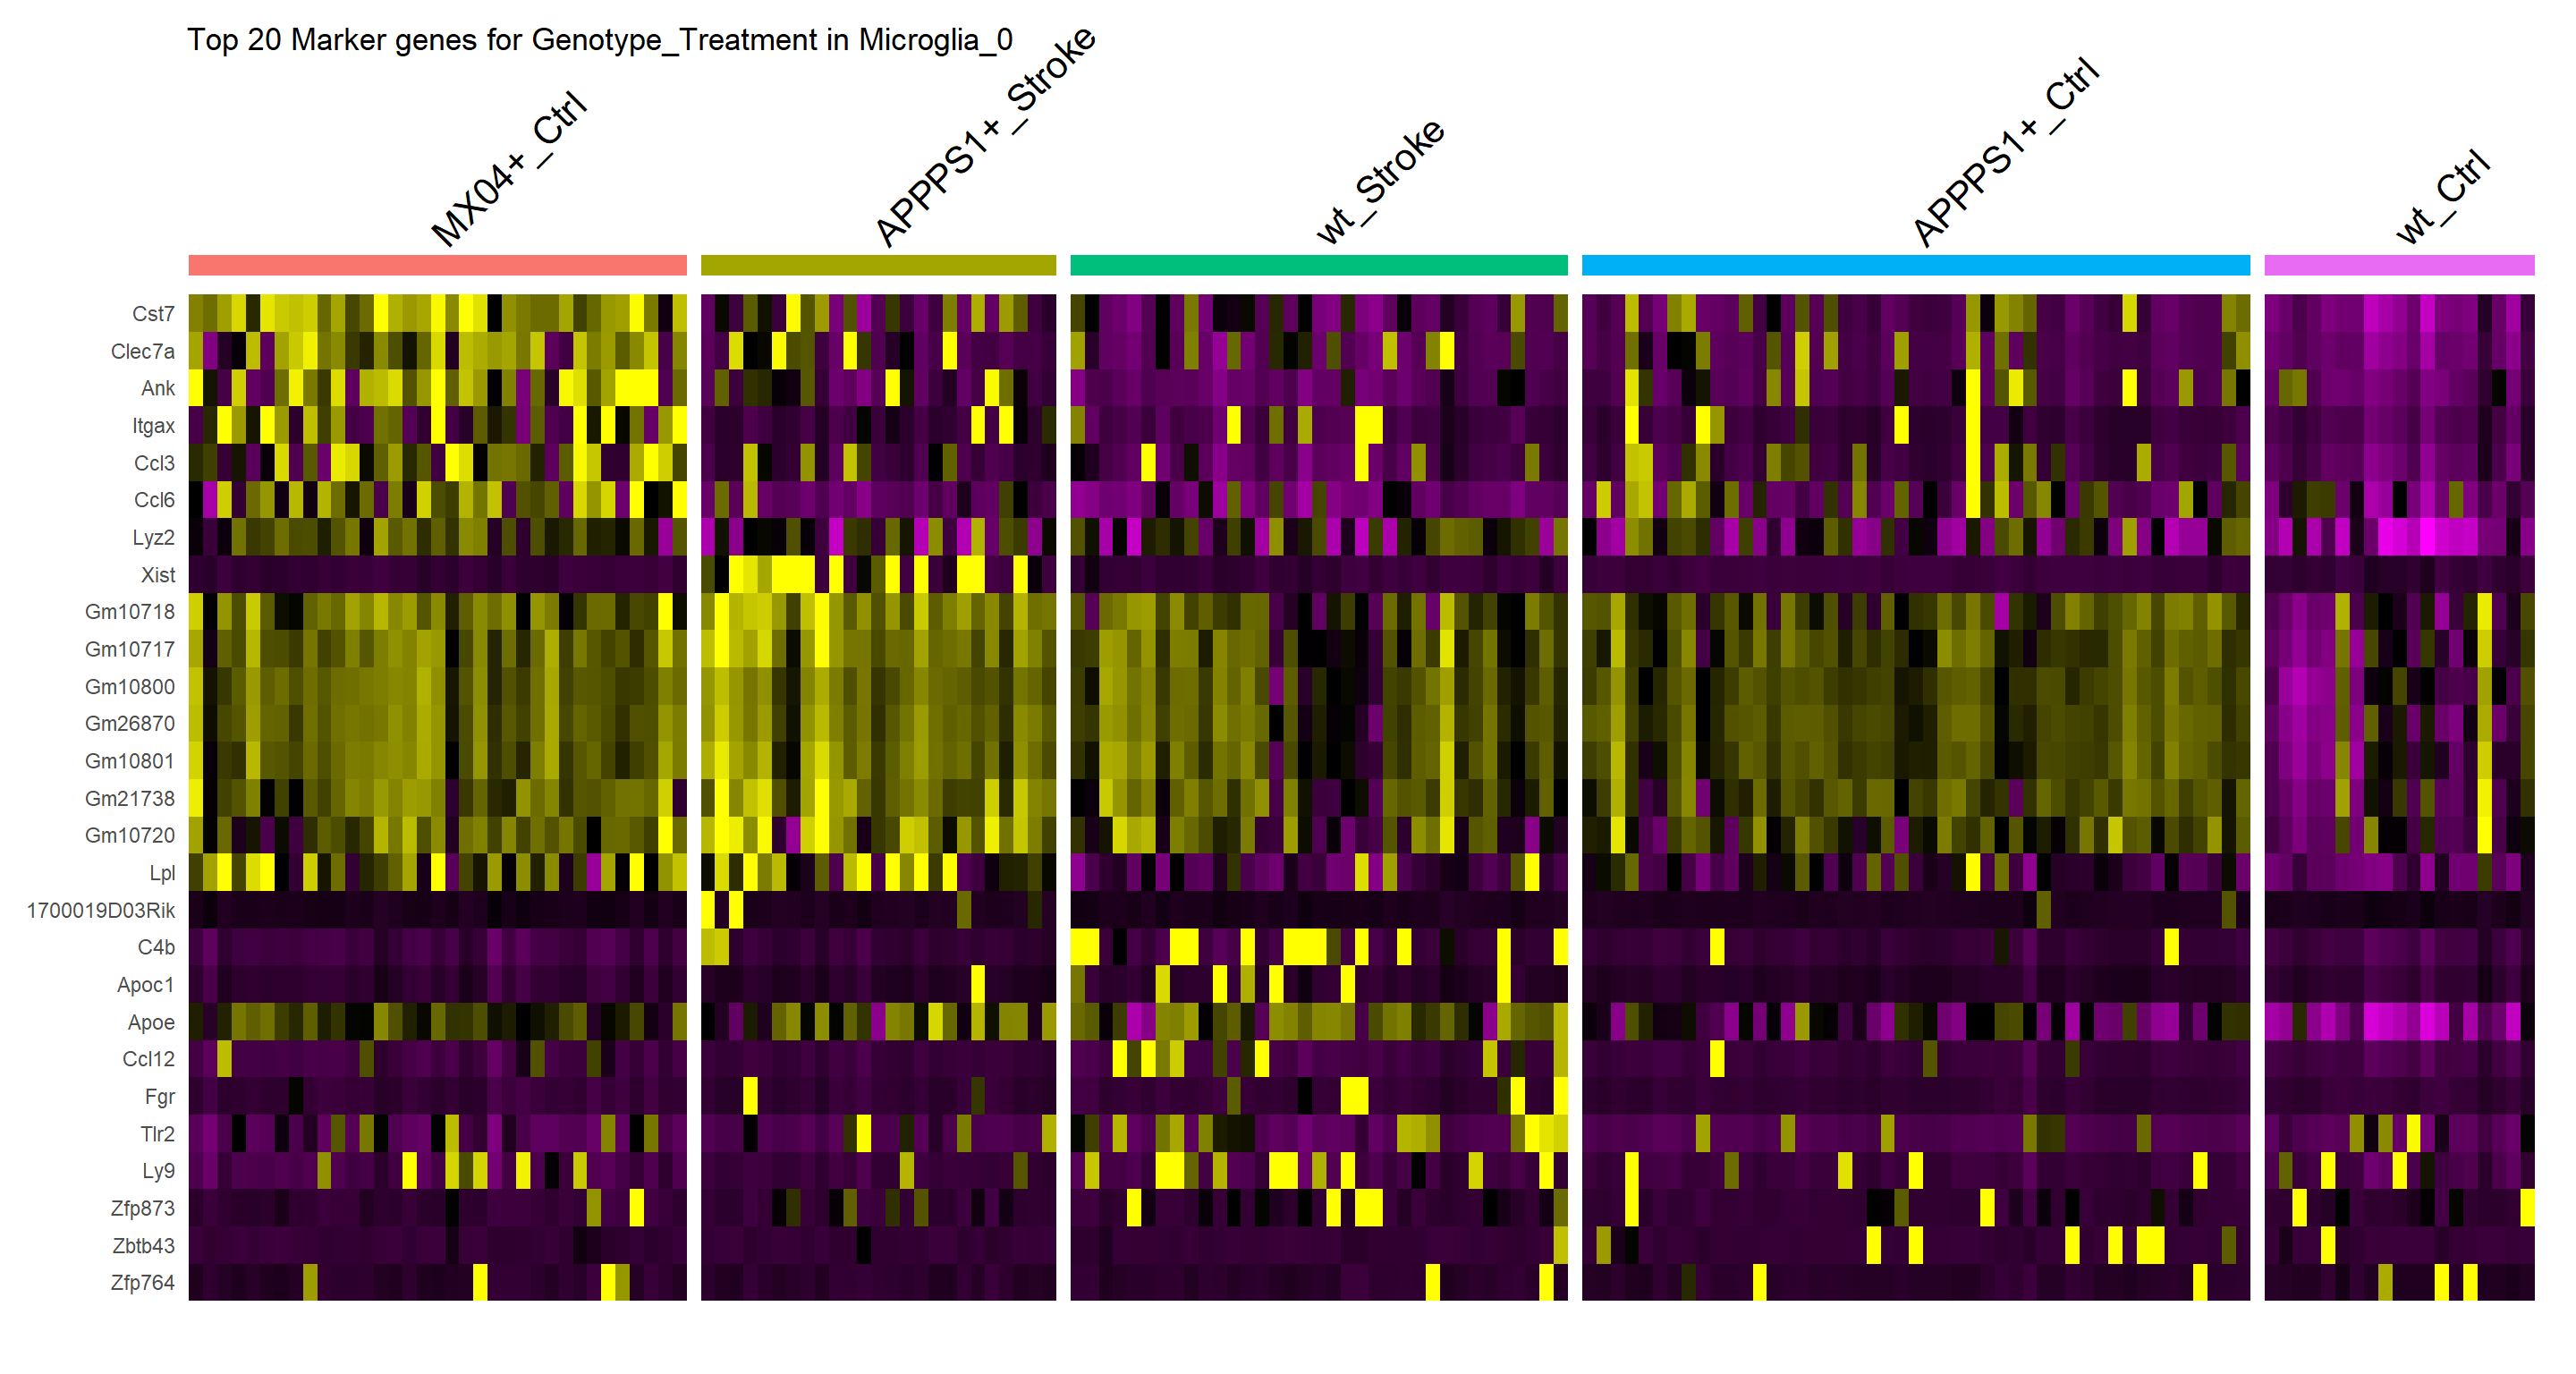 Top 20 Marker genes for Genotype_Treatment in Microglia_0
MX04+_Ctrl
APPPS1+_Stroke
wt_Stroke
APPPS1+_Ctrl
wt_Ctrl
Cst7
Clec7a
Ank
Itgax
Ccl3
Ccl6
Lyz2
Xist
Gm10718
Gm10717
Gm10800
Gm26870
Gm10801
Gm21738
Gm10720
Lpl
1700019D03Rik
C4b
Apoc1
Apoe
Ccl12
Fgr
Tlr2
Ly9
Zfp873
Zbtb43
Zfp764